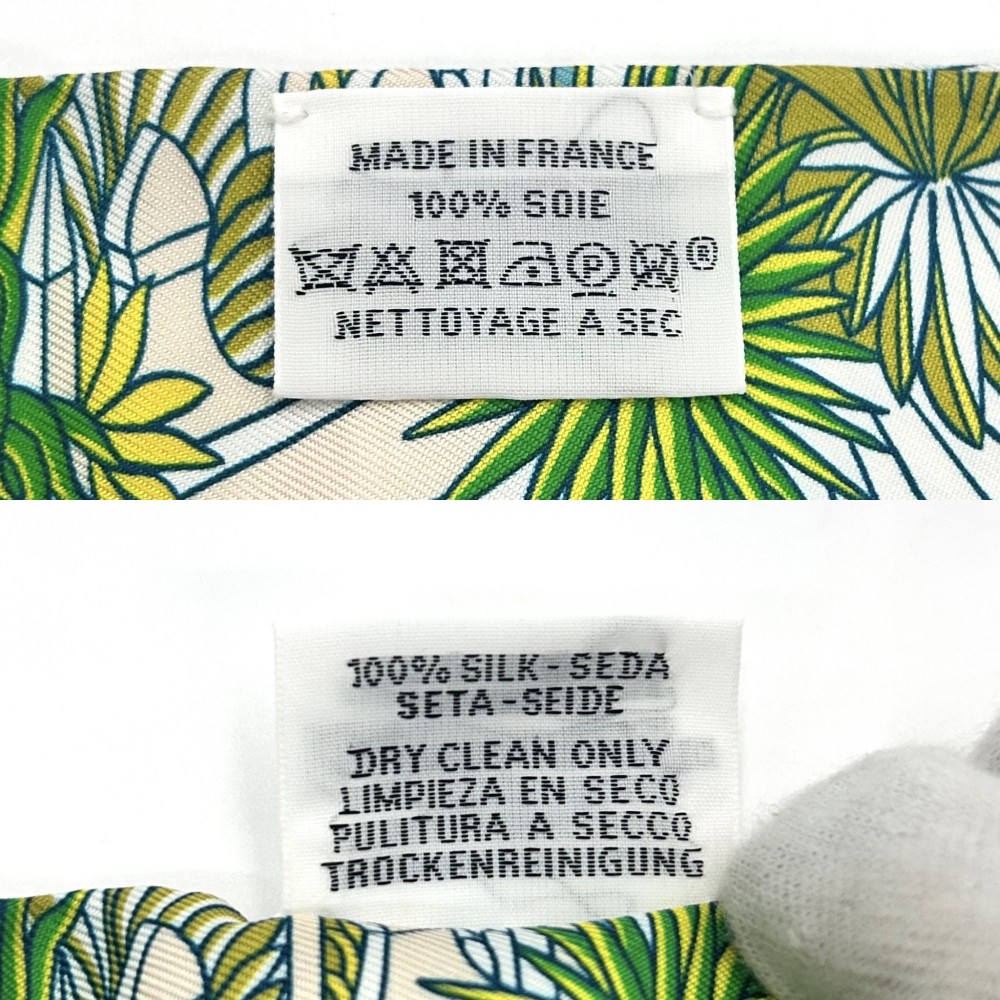 MADE IN FRANCE
100% SOIE
P ®
NETTOYAGE A SEC
100% SILK - SEDA
SETA - SEIDE
DRY CLEAN ONLY
LIMPIEZA EN SECO
PULITURA A SECCO
TROCKENREINIGUNG